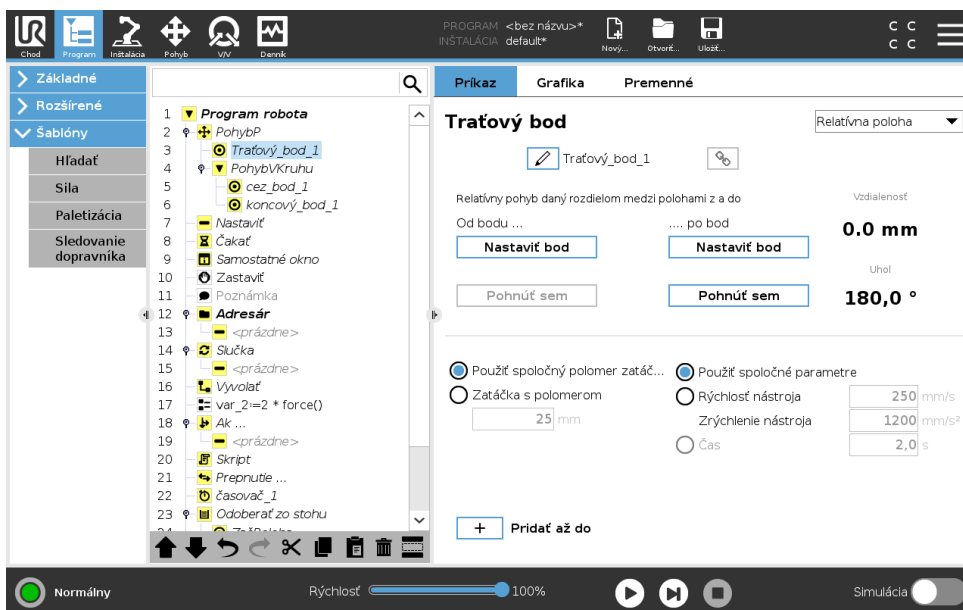 PROGRAM <bez názvu>*
INŠTALÁCIA default*
Chod Program Inštalácia Pohyb V/V Denník Nový... Otvoriť... Uložiť...
C C
C C
Základné
Rozšírené
Šablóny
Hľadať
Sila
Paletizácia
Sledovanie
dopravníka
1 Program robota
2 PohybP
3 Traťový_bod_1
4 PohybVKruhu
5 cez_bod_1
6 koncový_bod_1
7 Nastaviť
8 Čakať
9 Samostatné okno
10 Zastaviť
11 Poznámka
12 Adresár
13 <prázdne>
14 Slučka
15 <prázdne>
16 Vyvolať
17 var_2:=2 * force()
18 Ak ...
19 <prázdne>
20 Skript
21 Prepnutie ...
22 časovač_1
23 Odoberať zo stohu
Príkaz Grafika Premenné
Traťový bod
Relatívna poloha
Traťový_bod_1
Relatívny pohyb daný rozdielom medzi polohami z a do
Vzdialenosť
Od bodu ... .... po bod
0.0 mm
Nastaviť bod Nastaviť bod
Uhol
Pohnúť sem Pohnúť sem
180,0 °
Použiť spoločný polomer zatáč... Použiť spoločné parametre
Zatáčka s polomerom Rýchlosť nástroja 250 mm/s
25 mm Zrýchlenie nástroja 1200 mm/s²
Čas 2,0 s
+ Pridať až do
Normálny Rýchlosť 100% Simulácia